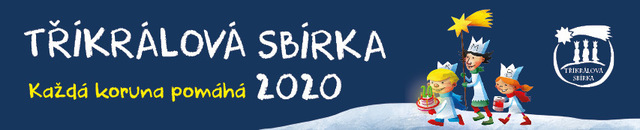 TŘÍKRÁLOVÁ SBÍRKA
Každá koruna pomáhá 2020
TŘÍKRÁLOVÁ
SBÍRKA